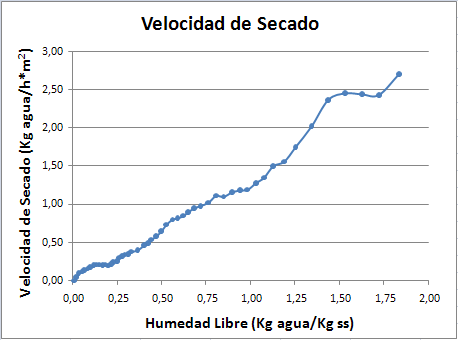 Velocidad de Secado
Velocidad de Secado (Kg agua/h*m²)
3,00
2,50
2,00
1,50
1,00
0,50
0,00
0,00 0,25 0,50 0,75 1,00 1,25 1,50 1,75 2,00
Humedad Libre (Kg agua/Kg ss)